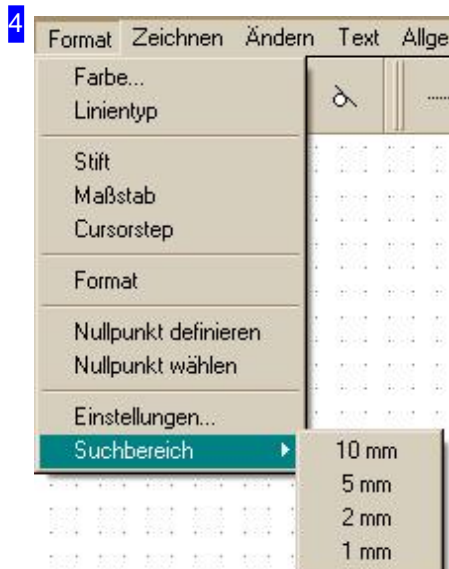 4
Format Zeichnen Ändern Text Allge
Farbe...
Linientyp
Stift
Maßstab
Cursorstep
Format
Nullpunkt definieren
Nullpunkt wählen
Einstellungen...
Suchbereich
10 mm
5 mm
2 mm
1 mm